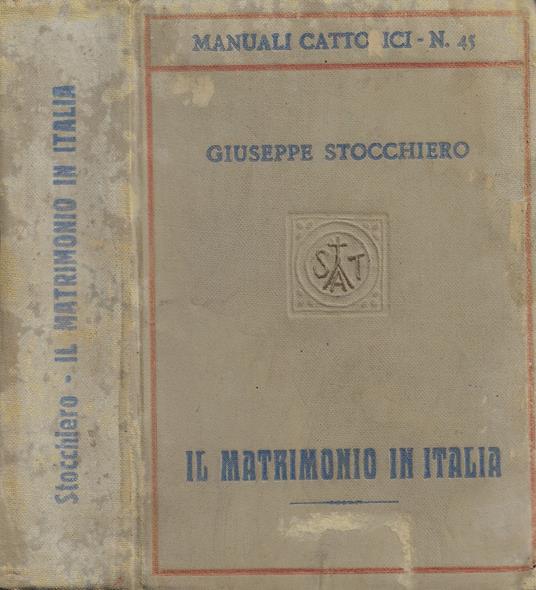 MANUALI CATTO ICI - N. 45
GIUSEPPE STOCCHIERO
S A T
IL MATRIMONIO IN ITALIA
Stocchiero - IL MATRIMONIO IN ITALIA